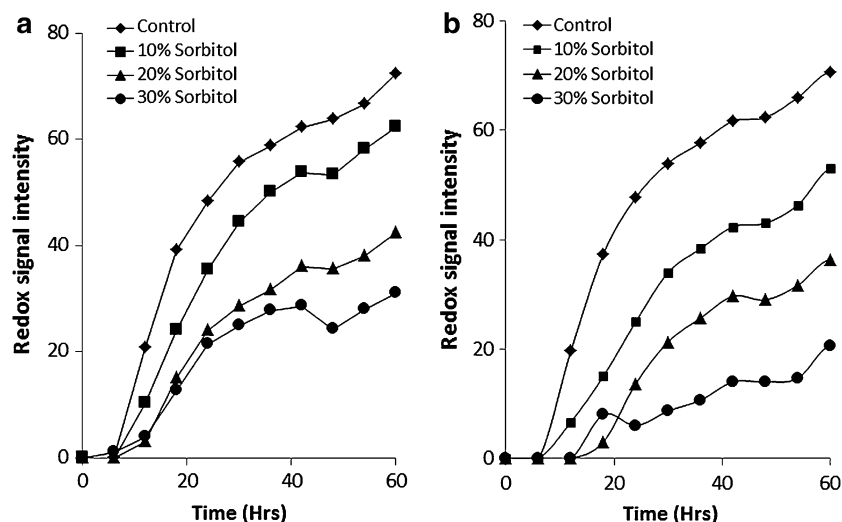 a
80
60
40
20
0
Redox signal intensity
Control
10% Sorbitol
20% Sorbitol
30% Sorbitol
0
20
40
60
Time (Hrs)
b
80
60
40
20
0
Redox signal intensity
Control
10% Sorbitol
20% Sorbitol
30% Sorbitol
0
20
40
60
Time (Hrs)